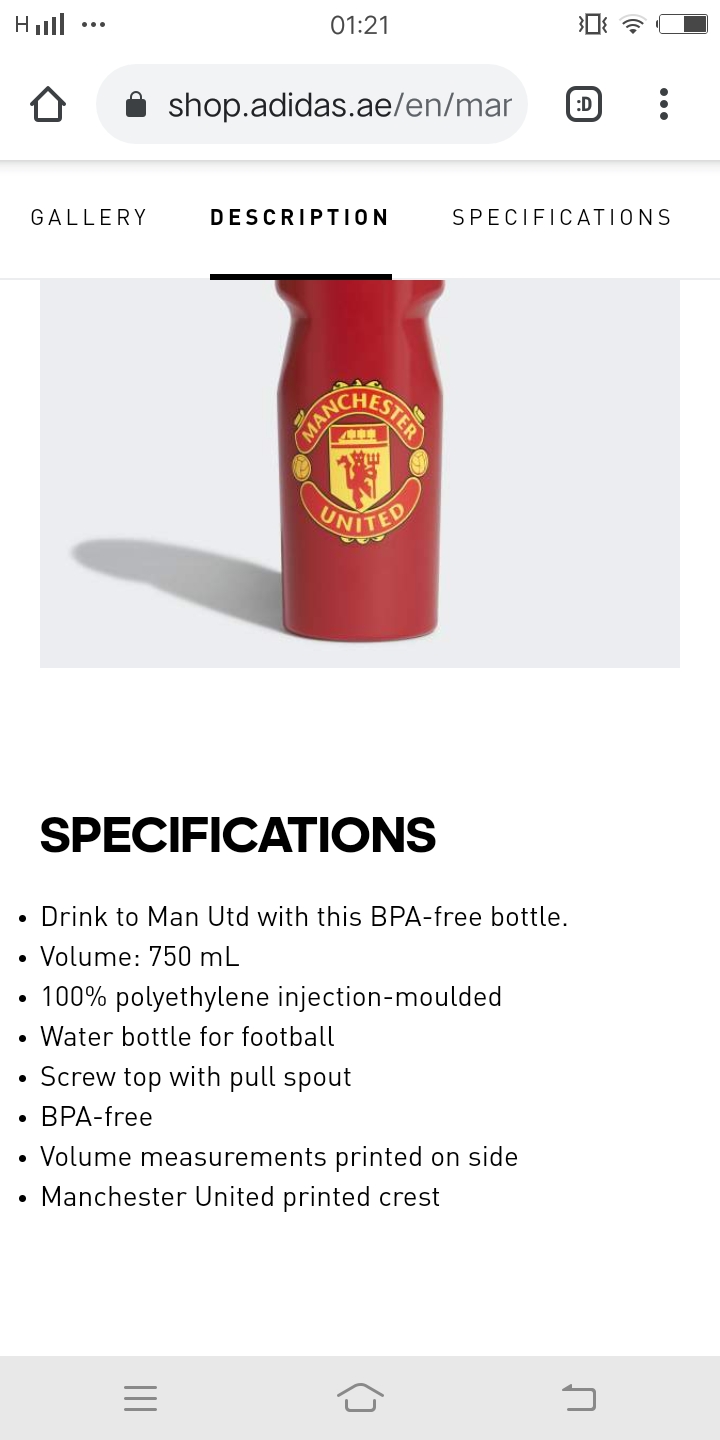 H ... 01:21
shop.adidas.ae/en/mar :D
GALLERY DESCRIPTION SPECIFICATIONS
MANCHESTER
UNITED
SPECIFICATIONS
• Drink to Man Utd with this BPA-free bottle.
• Volume: 750 mL
• 100% polyethylene injection-moulded
• Water bottle for football
• Screw top with pull spout
• BPA-free
• Volume measurements printed on side
• Manchester United printed crest